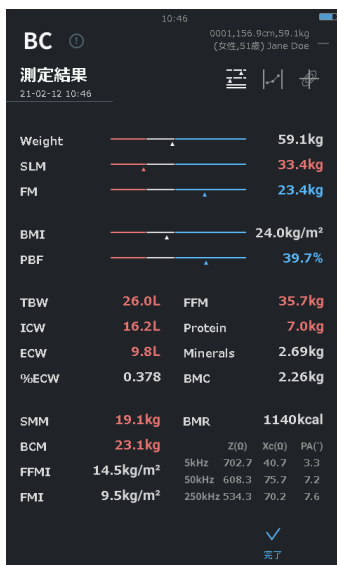 10:46
BC
0001,156.9cm,59.1kg
(女性,51歳) Jane Doe
測定結果
21-02-12 10:46
Weight 59.1kg
SLM 33.4kg
FM 23.4kg
BMI 24.0kg/m²
PBF 39.7%
TBW 26.0L FFM 35.7kg
ICW 16.2L Protein 7.0kg
ECW 9.8L Minerals 2.69kg
%ECW 0.378 BMC 2.26kg
SMM 19.1kg BMR 1140kcal
BCM 23.1kg Z(Ω) Xc(Ω) PA(°)
FFMI 14.5kg/m² 5kHz 702.7 40.7 3.3
50kHz 608.3 75.7 7.2
FMI 9.5kg/m² 250kHz 534.3 70.2 7.6
完了